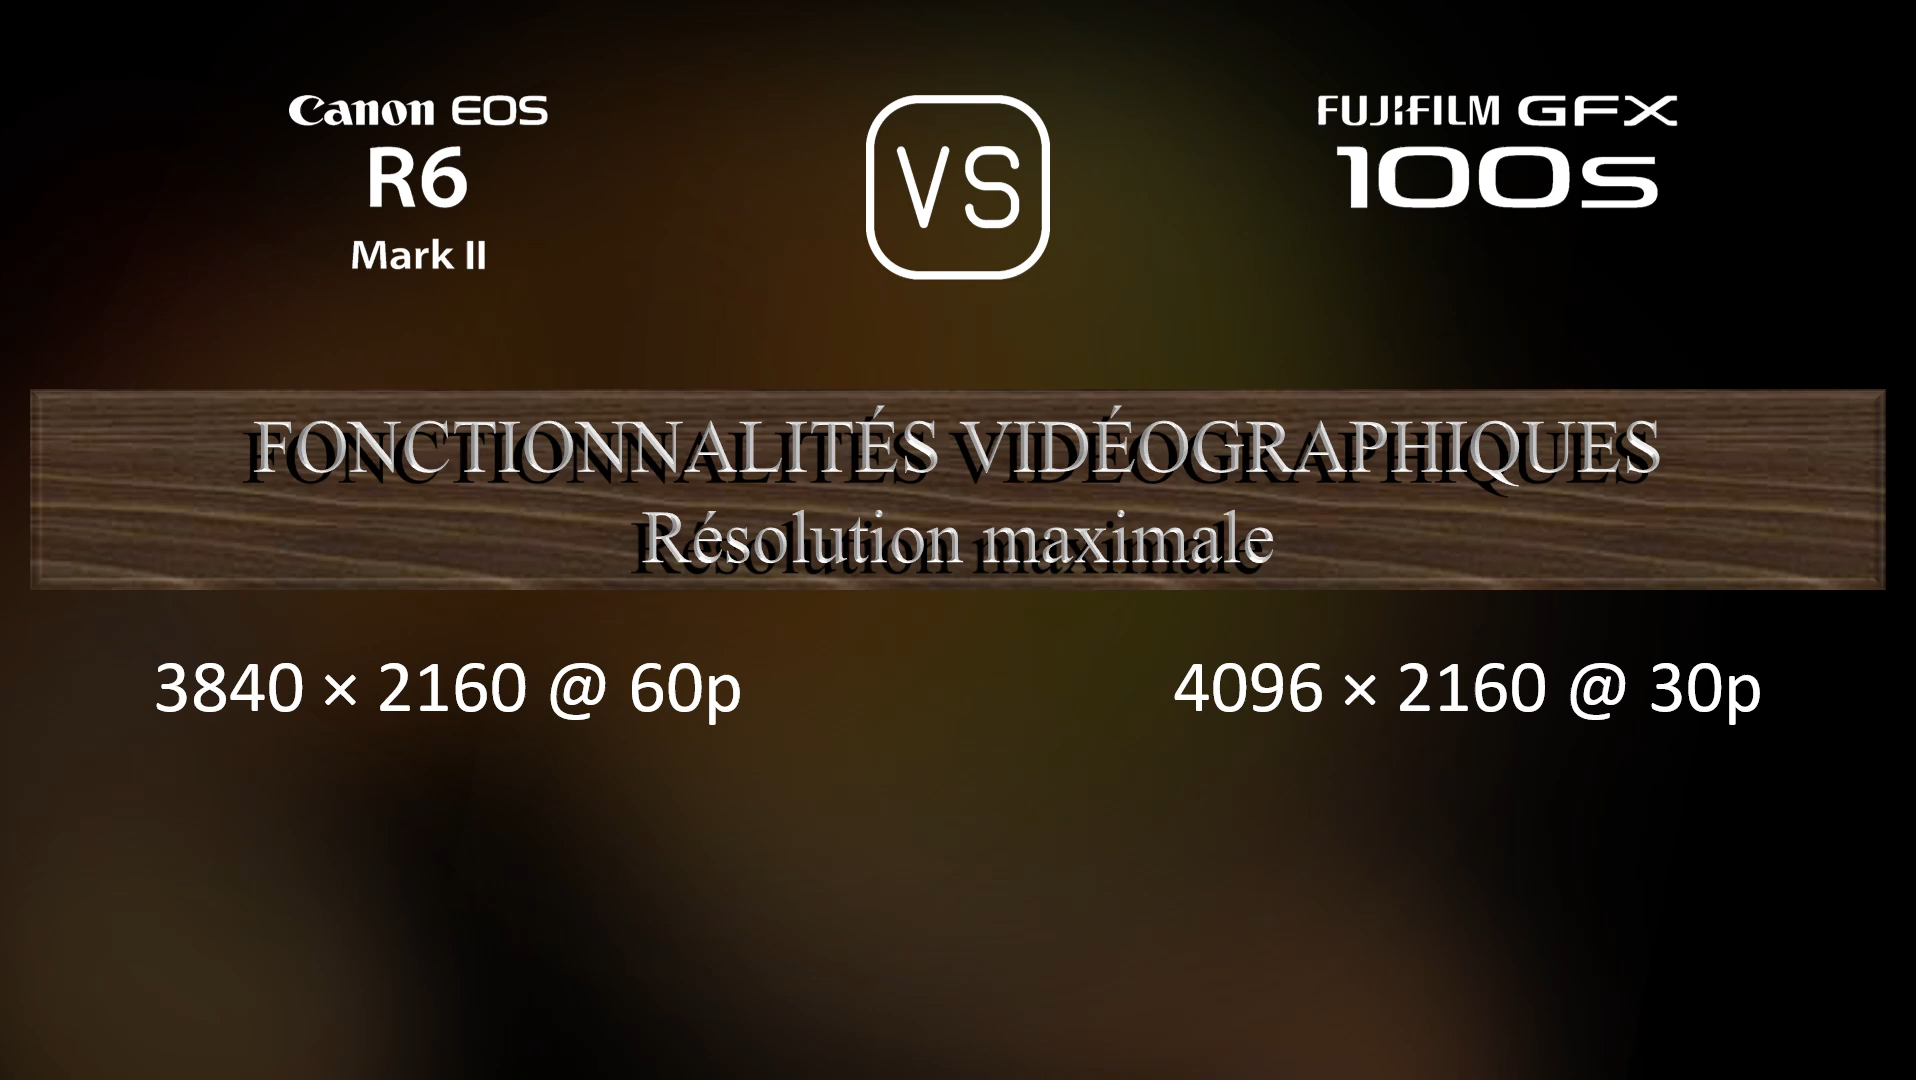 Canon EOS
R6
Mark II
VS
FUJIFILM GFX
100s
FONCTIONNALITÉS VIDÉOGRAPHIQUES
Résolution maximale
3840 × 2160 @ 60p
4096 × 2160 @ 30p